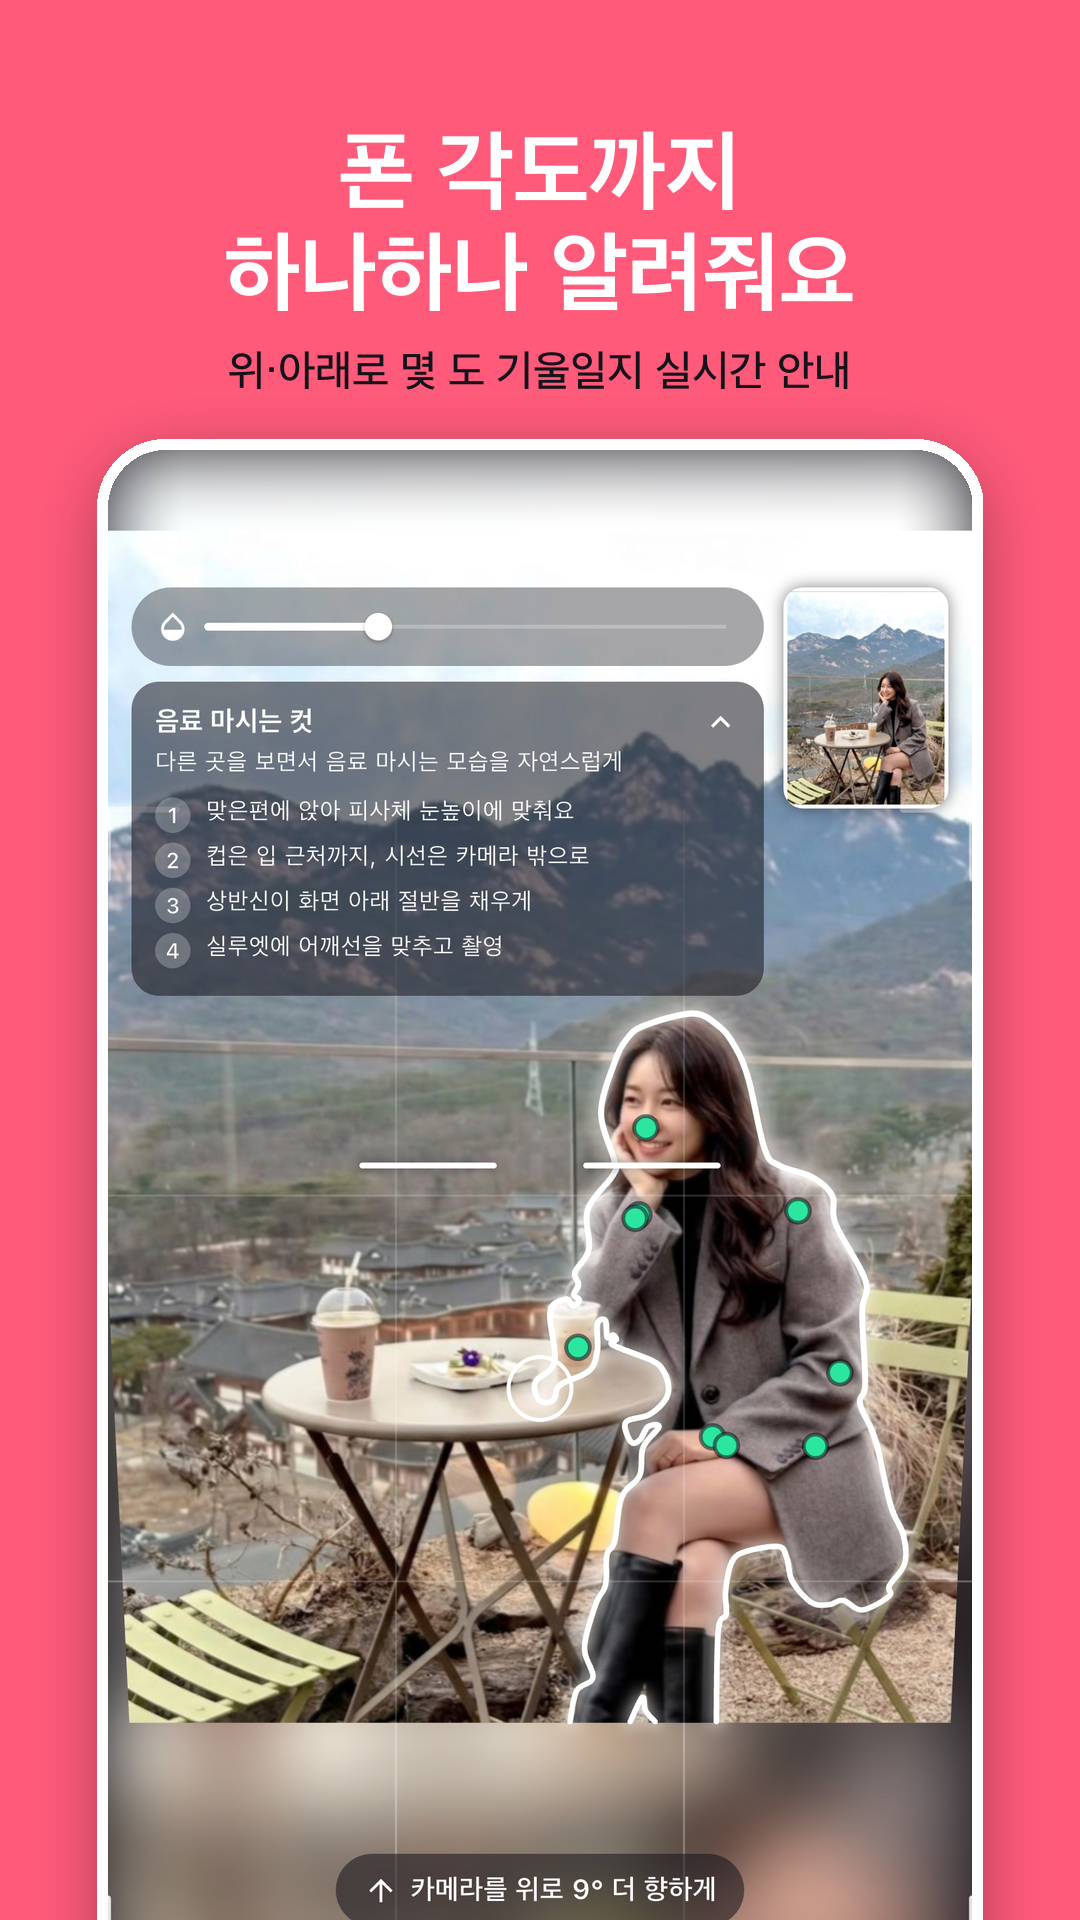 폰 각도까지
하나하나 알려줘요
위·아래로 몇 도 기울일지 실시간 안내
음료 마시는 컷
다른 곳을 보면서 음료 마시는 모습을 자연스럽게
1 맞은편에 앉아 피사체 눈높이에 맞춰요
2 컵은 입 근처까지, 시선은 카메라 밖으로
3 상반신이 화면 아래 절반을 채우게
4 실루엣에 어깨선을 맞추고 촬영
↑ 카메라를 위로 9° 더 향하게